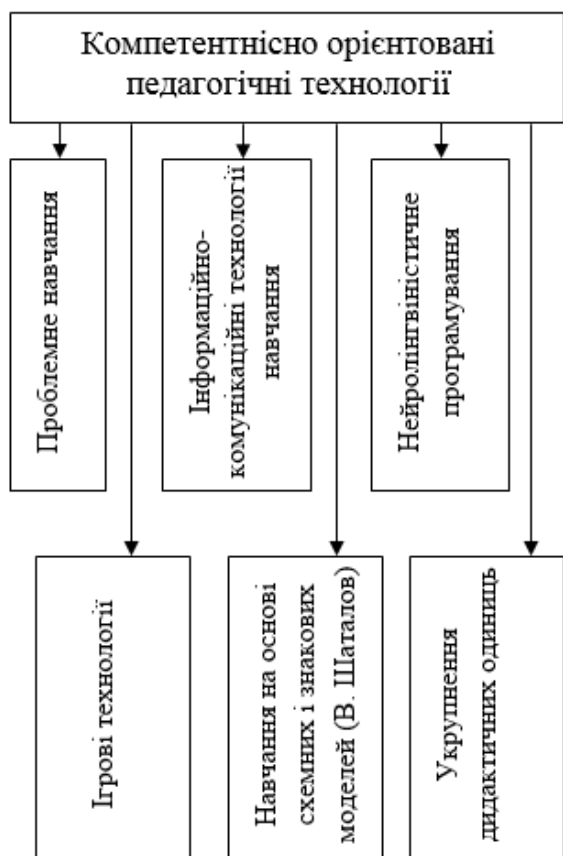 Компетентнісно орієнтовані
педагогічні технології
Проблемне навчання
Інформаційно-
комунікаційні технології
навчання
Нейролінгвіністичне
програмування
Ігрові технології
Навчання на основі
схемних і знакових
моделей (В. Шаталов)
Укрупнення
дидактичних одиниць